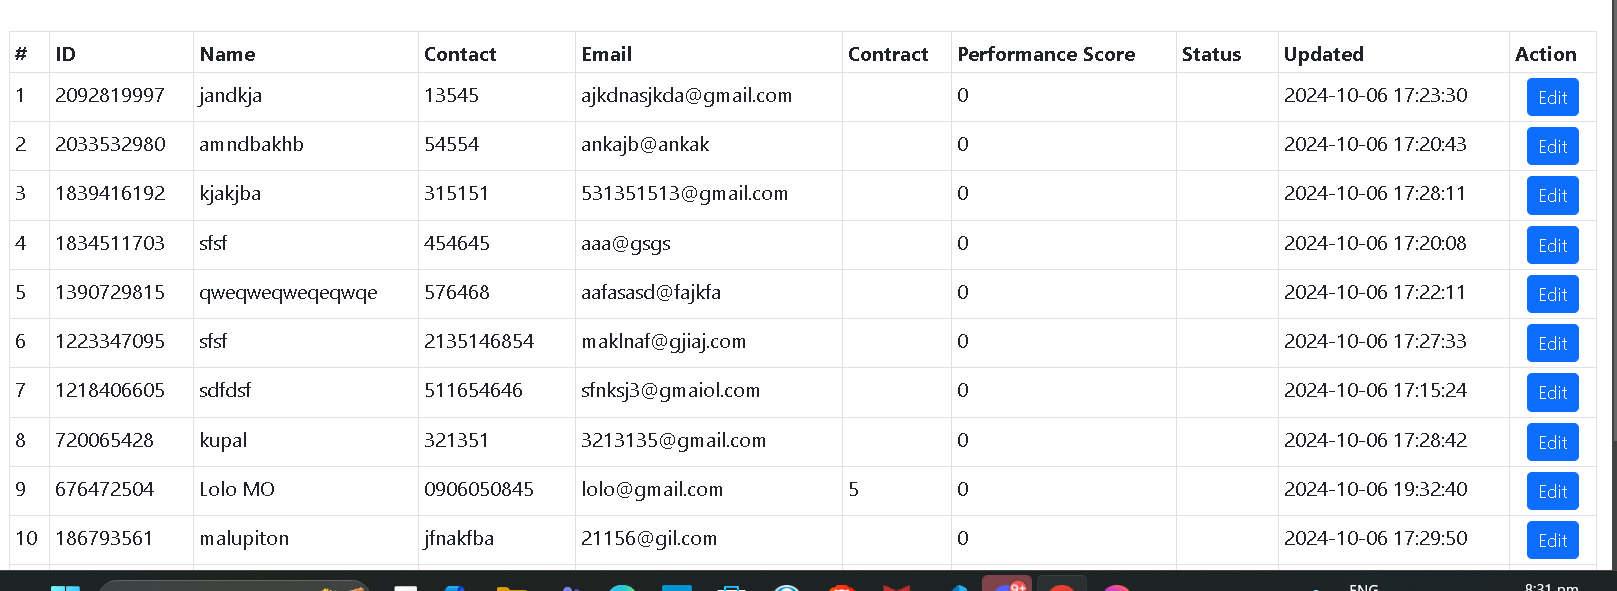 # ID Name Contact Email Contract Performance Score Status Updated Action
1 2092819997 jandkja 13545 ajkdnasjkda@gmail.com 0 2024-10-06 17:23:30 Edit
2 2033532980 amndbakhb 54554 ankajb@ankak 0 2024-10-06 17:20:43 Edit
3 1839416192 kjakjba 315151 531351513@gmail.com 0 2024-10-06 17:28:11 Edit
4 1834511703 sfsf 454645 aaa@gsgs 0 2024-10-06 17:20:08 Edit
5 1390729815 qweqweqweqeqwqe 576468 aafasasd@fajkfa 0 2024-10-06 17:22:11 Edit
6 1223347095 sfsf 2135146854 maklnaf@gjiaj.com 0 2024-10-06 17:27:33 Edit
7 1218406605 sdfdsf 511654646 sfnksj3@gmaiol.com 0 2024-10-06 17:15:24 Edit
8 720065428 kupal 321351 3213135@gmail.com 0 2024-10-06 17:28:42 Edit
9 676472504 Lolo MO 0906050845 lolo@gmail.com 5 0 2024-10-06 19:32:40 Edit
10 186793561 malupiton jfnakfba 21156@gil.com 0 2024-10-06 17:29:50 Edit
9+ ENG 8:31 pm